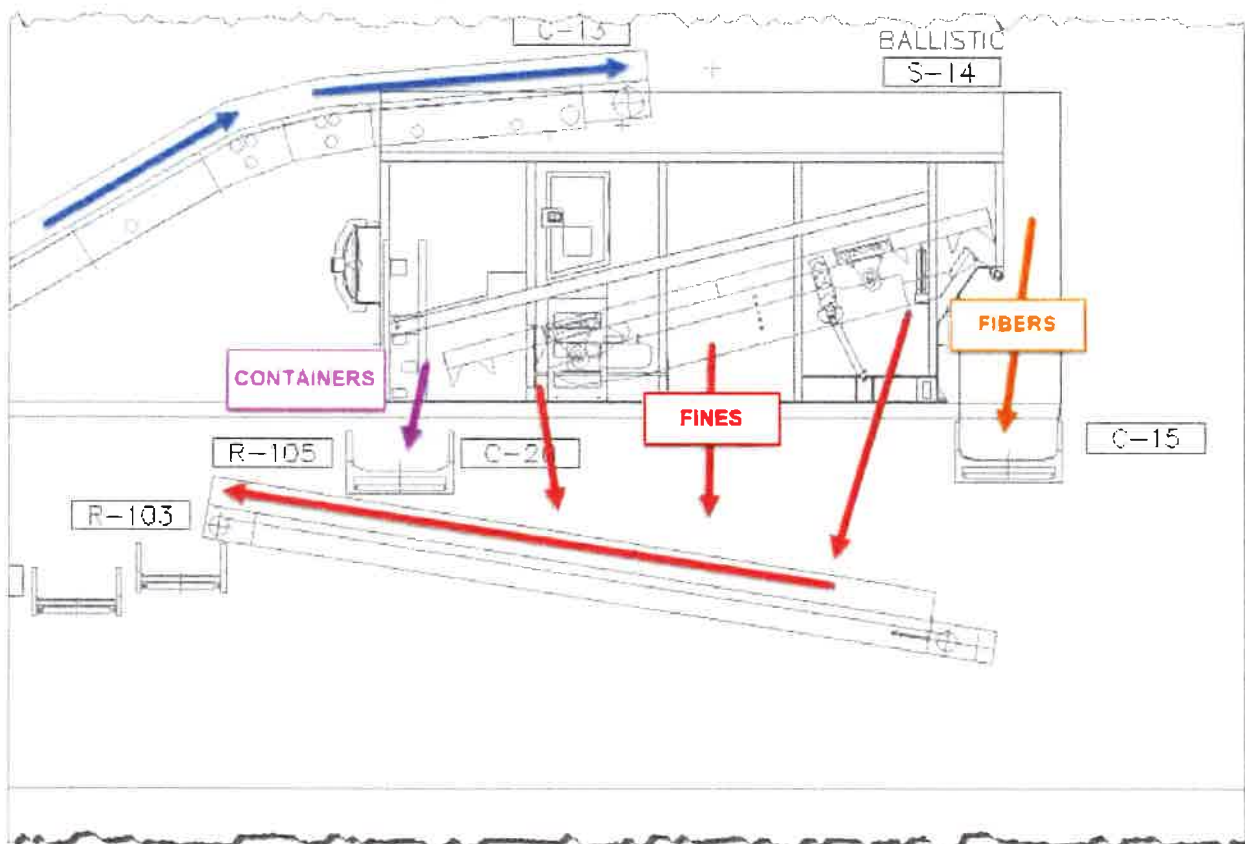 C-13
BALLISTIC
S-14
FIBERS
CONTAINERS
FINES
R-105
C-20
C-15
R-103